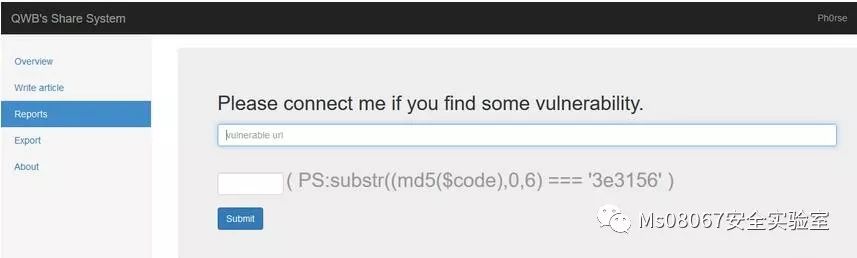 QWB's Share System
Ph0rse
Overview
Write article
Reports
Export
About
Please connect me if you find some vulnerability.
vulnerable url
( PS:substr((md5($code),0,6) === '3e3156' )
Submit
Ms08067安全实验室